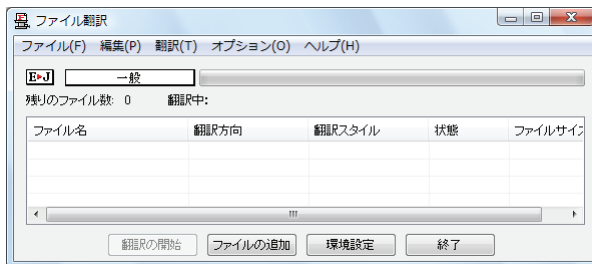 ファイル翻訳
ファイル(F) 編集(P) 翻訳(T) オプション(O) ヘルプ(H)
E▸J 一般
残りのファイル数: 0 翻訳中:
ファイル名 翻訳方向 翻訳スタイル 状態 ファイルサイズ
翻訳の開始 ファイルの追加 環境設定 終了